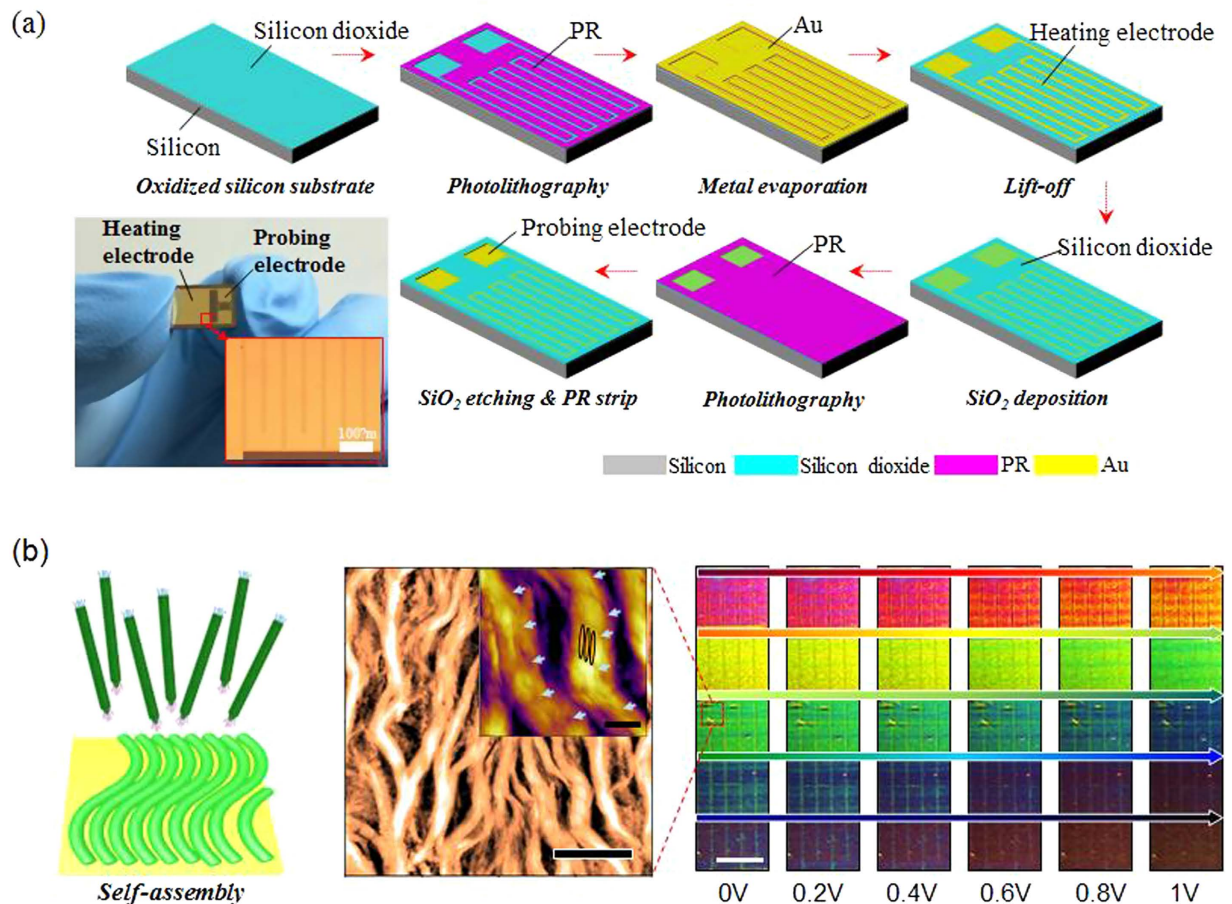 (a)
Silicon dioxide
PR
Au
Heating electrode
Silicon
Oxidized silicon substrate
Photolithography
Metal evaporation
Lift-off
Heating
electrode
Probing
electrode
100?m
Probing electrode
PR
Silicon dioxide
SiO₂ etching & PR strip
Photolithography
SiO₂ deposition
Silicon
Silicon dioxide
PR
Au
(b)
Self-assembly
0V
0.2V
0.4V
0.6V
0.8V
1V